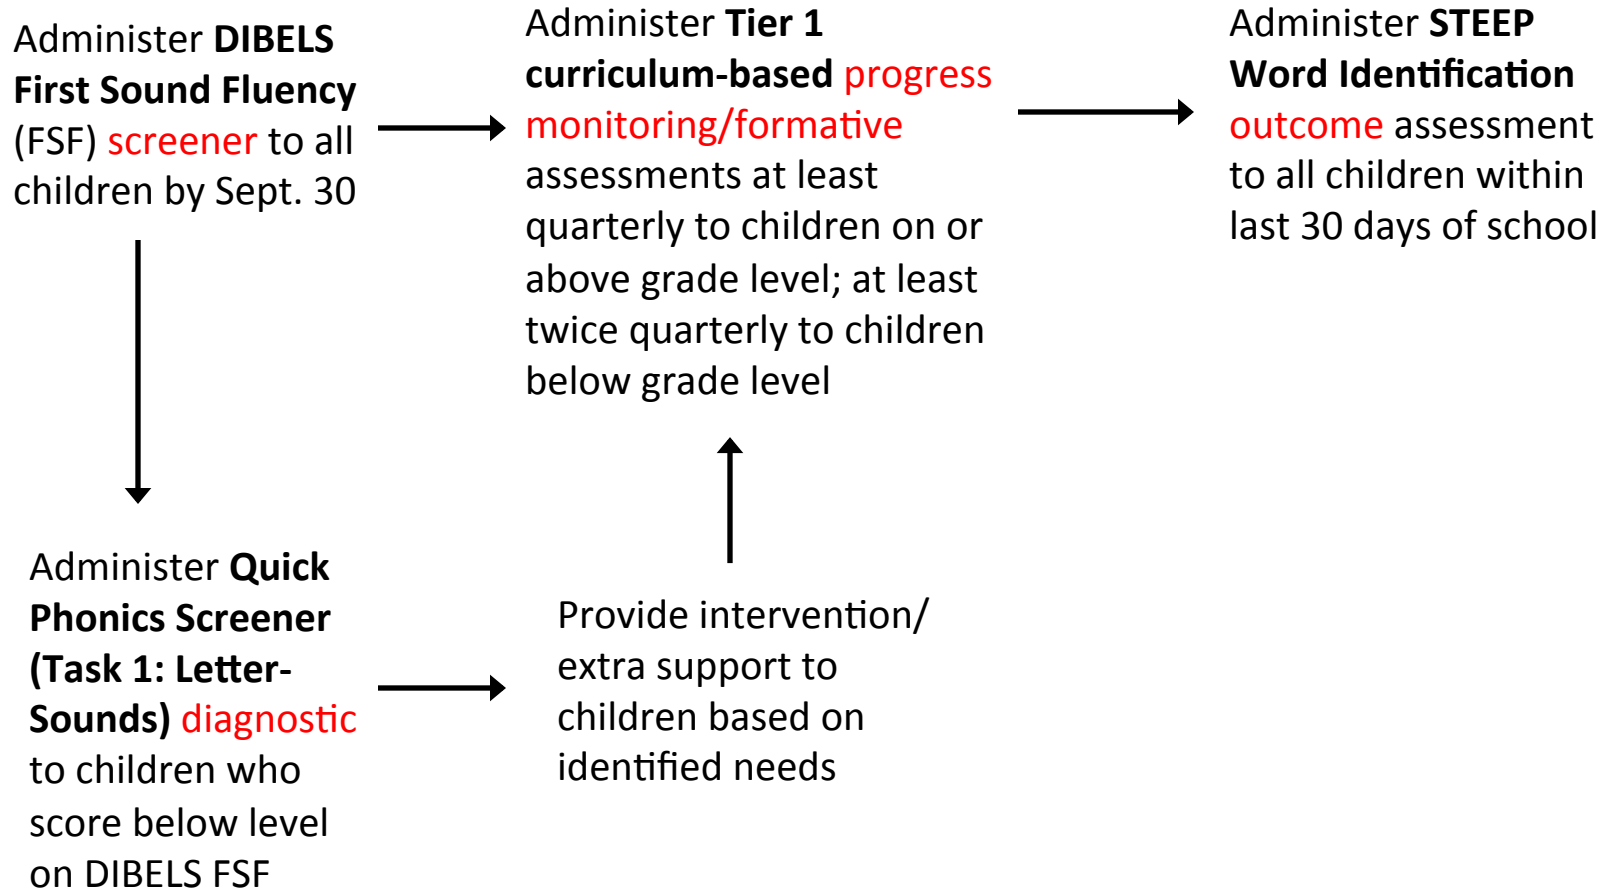 Administer DIBELS
First Sound Fluency
(FSF) screener to all
children by Sept. 30
Administer Tier 1
curriculum-based progress
monitoring/formative
assessments at least
quarterly to children on or
above grade level; at least
twice quarterly to children
below grade level
Administer STEEP
Word Identification
outcome assessment
to all children within
last 30 days of school
Administer Quick
Phonics Screener
(Task 1: Letter-
Sounds) diagnostic
to children who
score below level
on DIBELS FSF
Provide intervention/
extra support to
children based on
identified needs